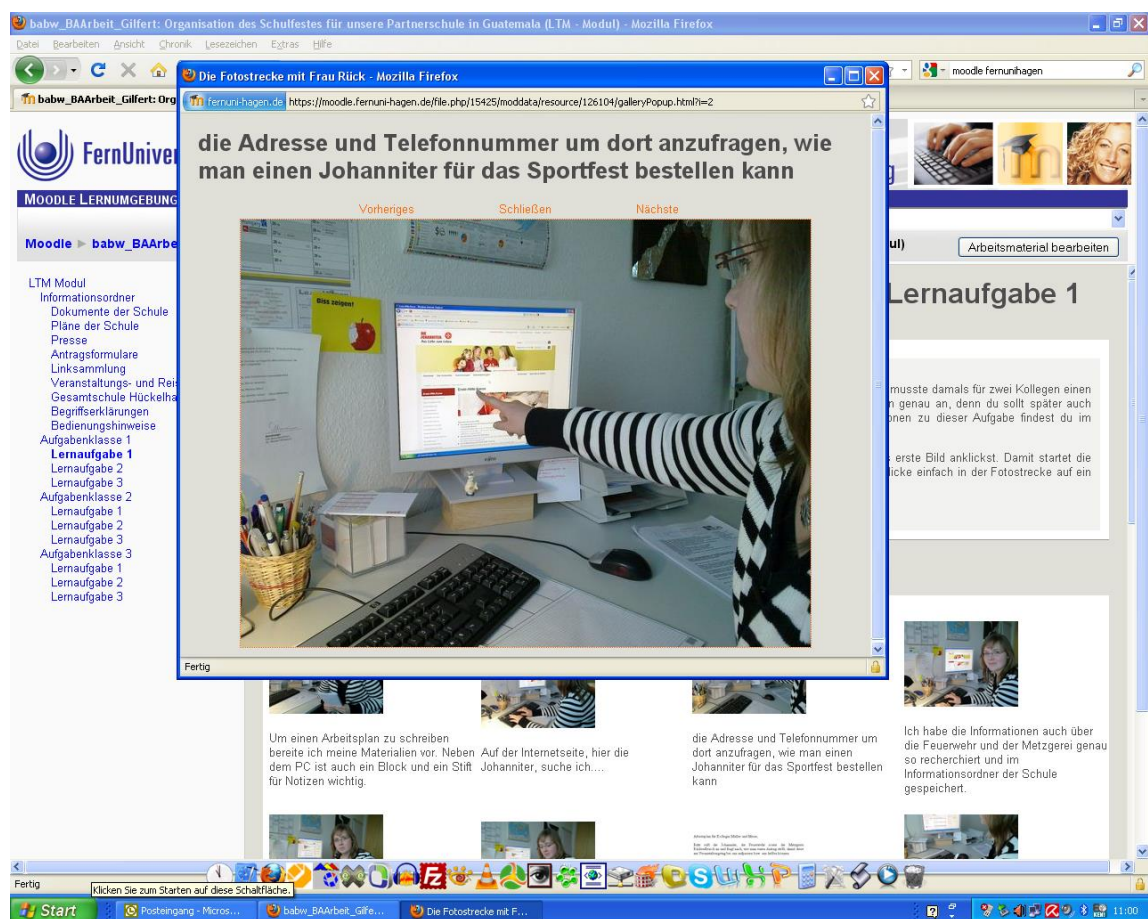 babw_BAArbeit_Gilfert: Organisation des Schulfestes für unsere Partnerschule in Guatemala (LTM - Modul) - Mozilla Firefox
Datei Bearbeiten Ansicht Chronik Lesezeichen Extras Hilfe
moodle fernunihagen
babw_BAArbeit_Gilfert: Org
Die Fotostrecke mit Frau Rück - Mozilla Firefox
fernuni-hagen.de https://moodle.fernuni-hagen.de/file.php/15425/moddata/resource/126104/galleryPopup.html?i=2
die Adresse und Telefonnummer um dort anzufragen, wie
man einen Johanniter für das Sportfest bestellen kann
Vorheriges Schließen Nächste
Biss zeigen!
Fertig
FernUniver
MOODLE LERNUMGEBUNG
Moodle ► babw_BAArbe
ul) Arbeitsmaterial bearbeiten
LTM Modul
Informationsordner
Dokumente der Schule
Pläne der Schule
Presse
Antragsformulare
Linksammlung
Veranstaltungs- und Rei
Gesamtschule Hückelha
Begriffserklärungen
Bedienungshinweise
Aufgabenklasse 1
Lernaufgabe 1
Lernaufgabe 2
Lernaufgabe 3
Aufgabenklasse 2
Lernaufgabe 1
Lernaufgabe 2
Lernaufgabe 3
Aufgabenklasse 3
Lernaufgabe 1
Lernaufgabe 2
Lernaufgabe 3
Lernaufgabe 1
musste damals für zwei Kollegen einen
genau an, denn du sollt später auch
onen zu dieser Aufgabe findest du im
erste Bild anklickst. Damit startet die
licke einfach in der Fotostrecke auf ein
Um einen Arbeitsplan zu schreiben
bereite ich meine Materialien vor. Neben
dem PC ist auch ein Block und ein Stift
für Notizen wichtig.
Auf der Internetseite, hier die
Johanniter, suche ich....
die Adresse und Telefonnummer um
dort anzufragen, wie man einen
Johanniter für das Sportfest bestellen
kann
Ich habe die Informationen auch über
die Feuerwehr und der Metzgerei genau
so recherchiert und im
Informationsordner der Schule
gespeichert.
Fertig
Klicken Sie zum Starten auf diese Schaltfläche.
Start Posteingang - Micros... babw_BAArbeit_Gilfe... Die Fotostrecke mit F... 11:00